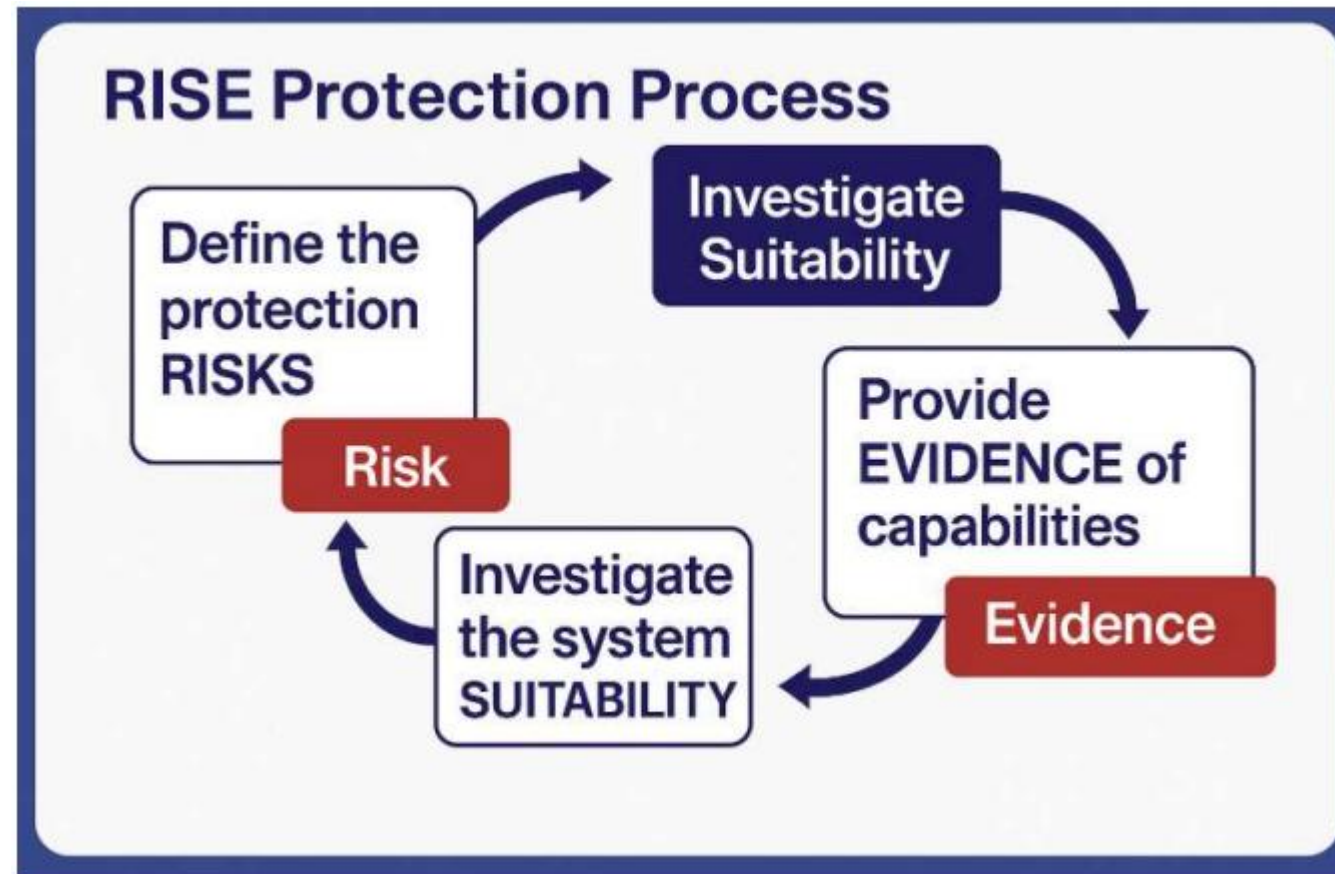 RISE Protection Process
Define the
protection
RISKS
Risk
Investigate
Suitability
Provide
EVIDENCE of
capabilities
Evidence
Investigate
the system
SUITABILITY